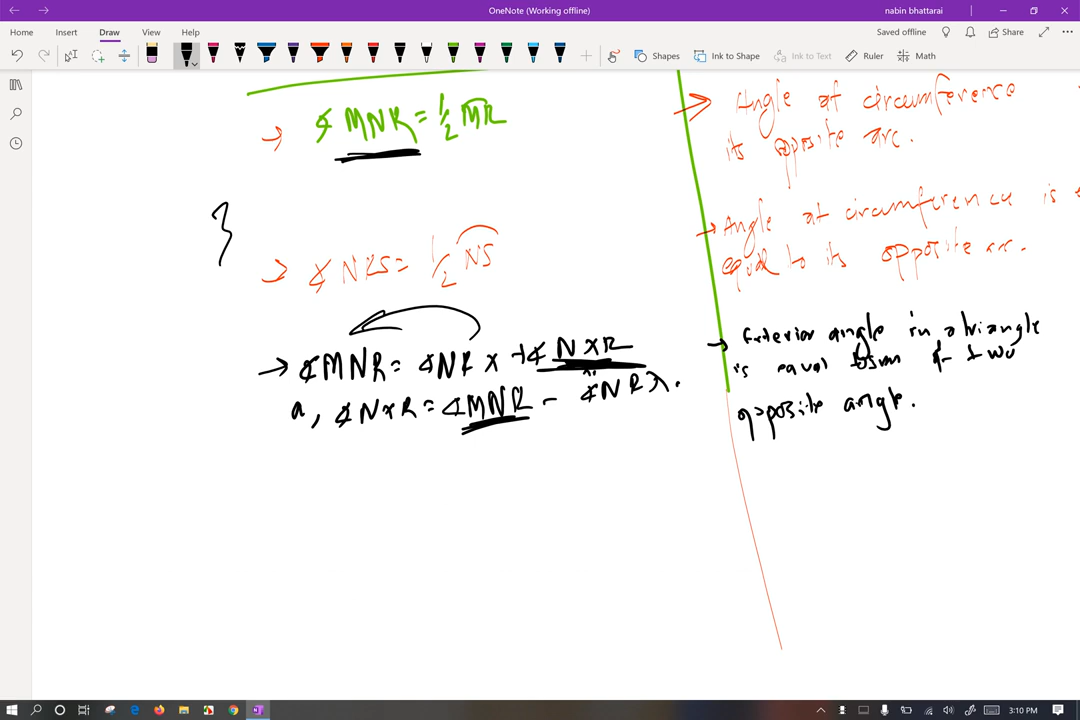 OneNote (Working offline)
nabin bhattarai
Home Insert Draw View Help
Saved offline
Share
Shapes
Ink to Shape
Ink to Text
Ruler
Math
∢ MNR = 1/2 MR
→ Angle at circumference
its opposite arc.
}
→ Angle at circumference is
equal to its opposite arc.
→ ∢ NRS = 1/2 NS
→ ∢MNR = ∢NRX + ∢NXR
→ Exterior angle in a triangle
is equal of two
∢NXR = ∢MNR - ∢NRX.
opposite angle.
3:10 PM